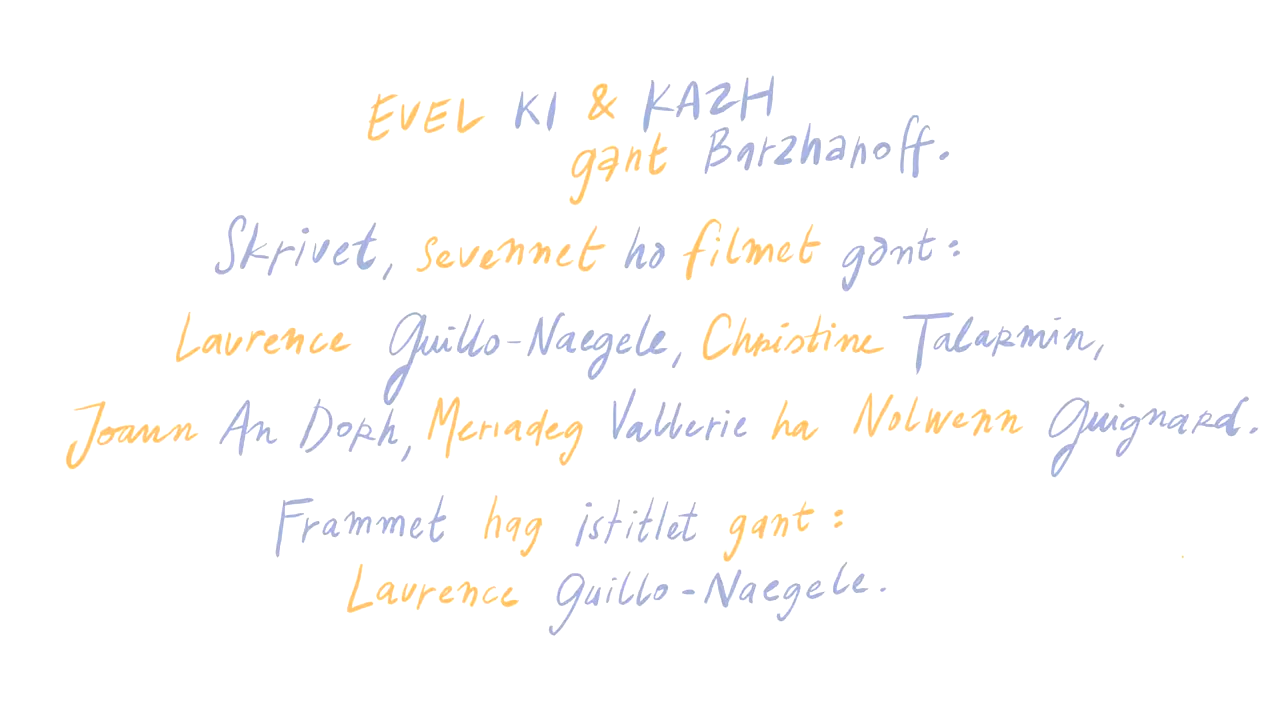 EVEL KI & KAZH
gant Barzhanoff.
Skrivet, sevennet ha filmet gant :
Laurence Guillo-Naegele, Christine Talarmin,
Joann An Dorh, Meriadeg Vallerie ha Nolwenn Guignard.
Frammet hag istitlet gant :
Laurence Guillo-Naegele.